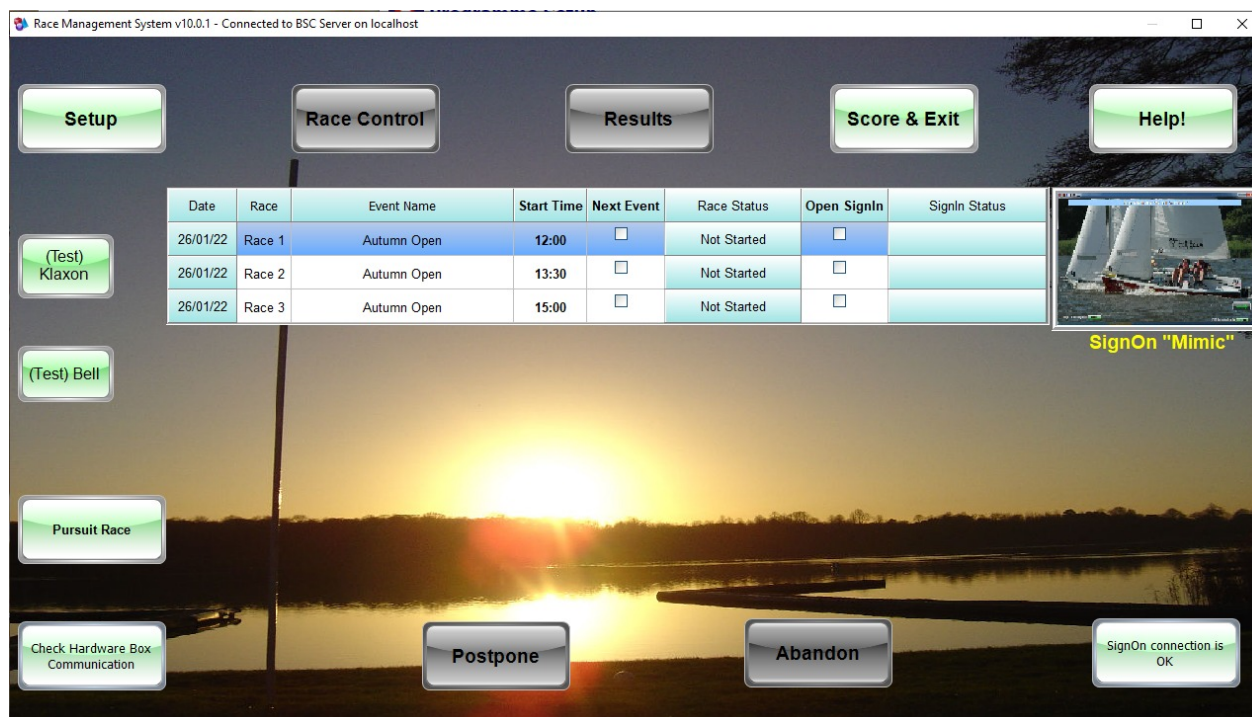 Race Management System v10.0.1 - Connected to BSC Server on localhost
Setup
Race Control
Results
Score & Exit
Help!
Date Race Event Name Start Time Next Event Race Status Open SignIn SignIn Status
26/01/22 Race 1 Autumn Open 12:00 Not Started
26/01/22 Race 2 Autumn Open 13:30 Not Started
26/01/22 Race 3 Autumn Open 15:00 Not Started
SignOn "Mimic"
(Test)
Klaxon
(Test) Bell
Pursuit Race
Check Hardware Box
Communication
Postpone
Abandon
SignOn connection is
OK